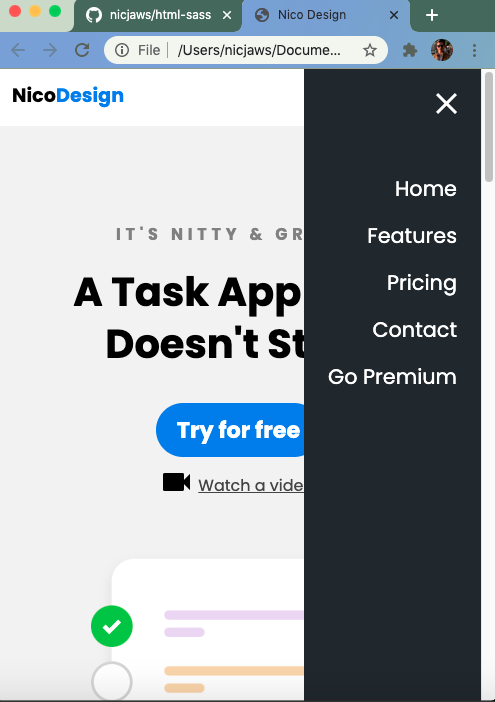 nicjaws/html-sass
Nico Design
File
/Users/nicjaws/Docume...
NicoDesign
Home
Features
Pricing
Contact
Go Premium
IT'S NITTY & GR
A Task App
Doesn't St
Try for free
Watch a vide